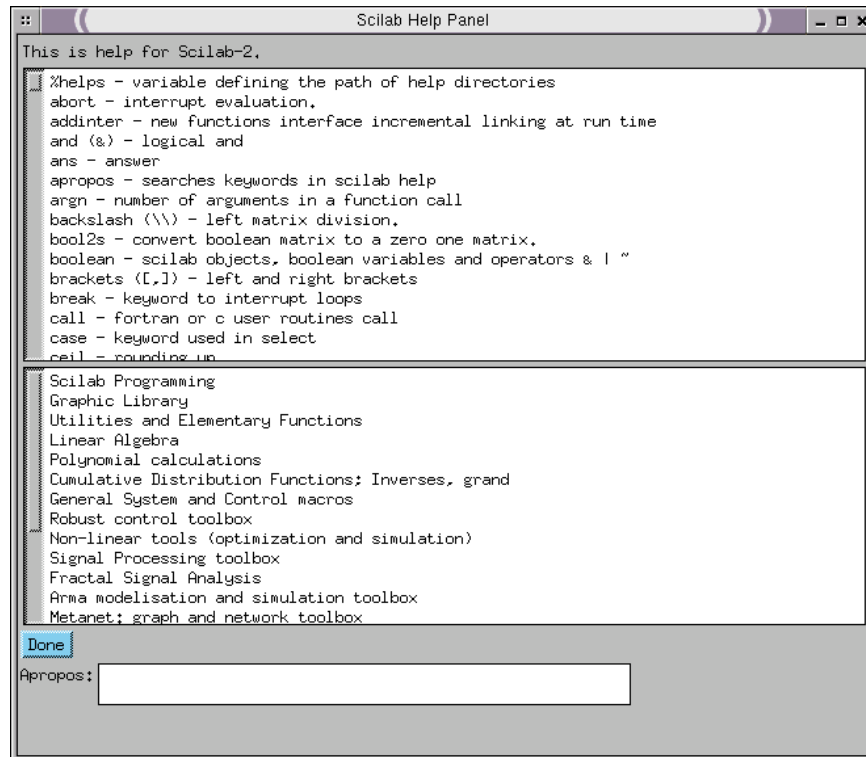 Scilab Help Panel
This is help for Scilab-2.
%helps - variable defining the path of help directories
abort - interrupt evaluation.
addinter - new functions interface incremental linking at run time
and (&) - logical and
ans - answer
apropos - searches keywords in scilab help
argn - number of arguments in a function call
backslash (\\) - left matrix division.
bool2s - convert boolean matrix to a zero one matrix.
boolean - scilab objects, boolean variables and operators & | ~
brackets ([,]) - left and right brackets
break - keyword to interrupt loops
call - fortran or c user routines call
case - keyword used in select
ceil - rounding up
Scilab Programming
Graphic Library
Utilities and Elementary Functions
Linear Algebra
Polynomial calculations
Cumulative Distribution Functions; Inverses, grand
General System and Control macros
Robust control toolbox
Non-linear tools (optimization and simulation)
Signal Processing toolbox
Fractal Signal Analysis
Arma modelisation and simulation toolbox
Metanet: graph and network toolbox
Done
Apropos: